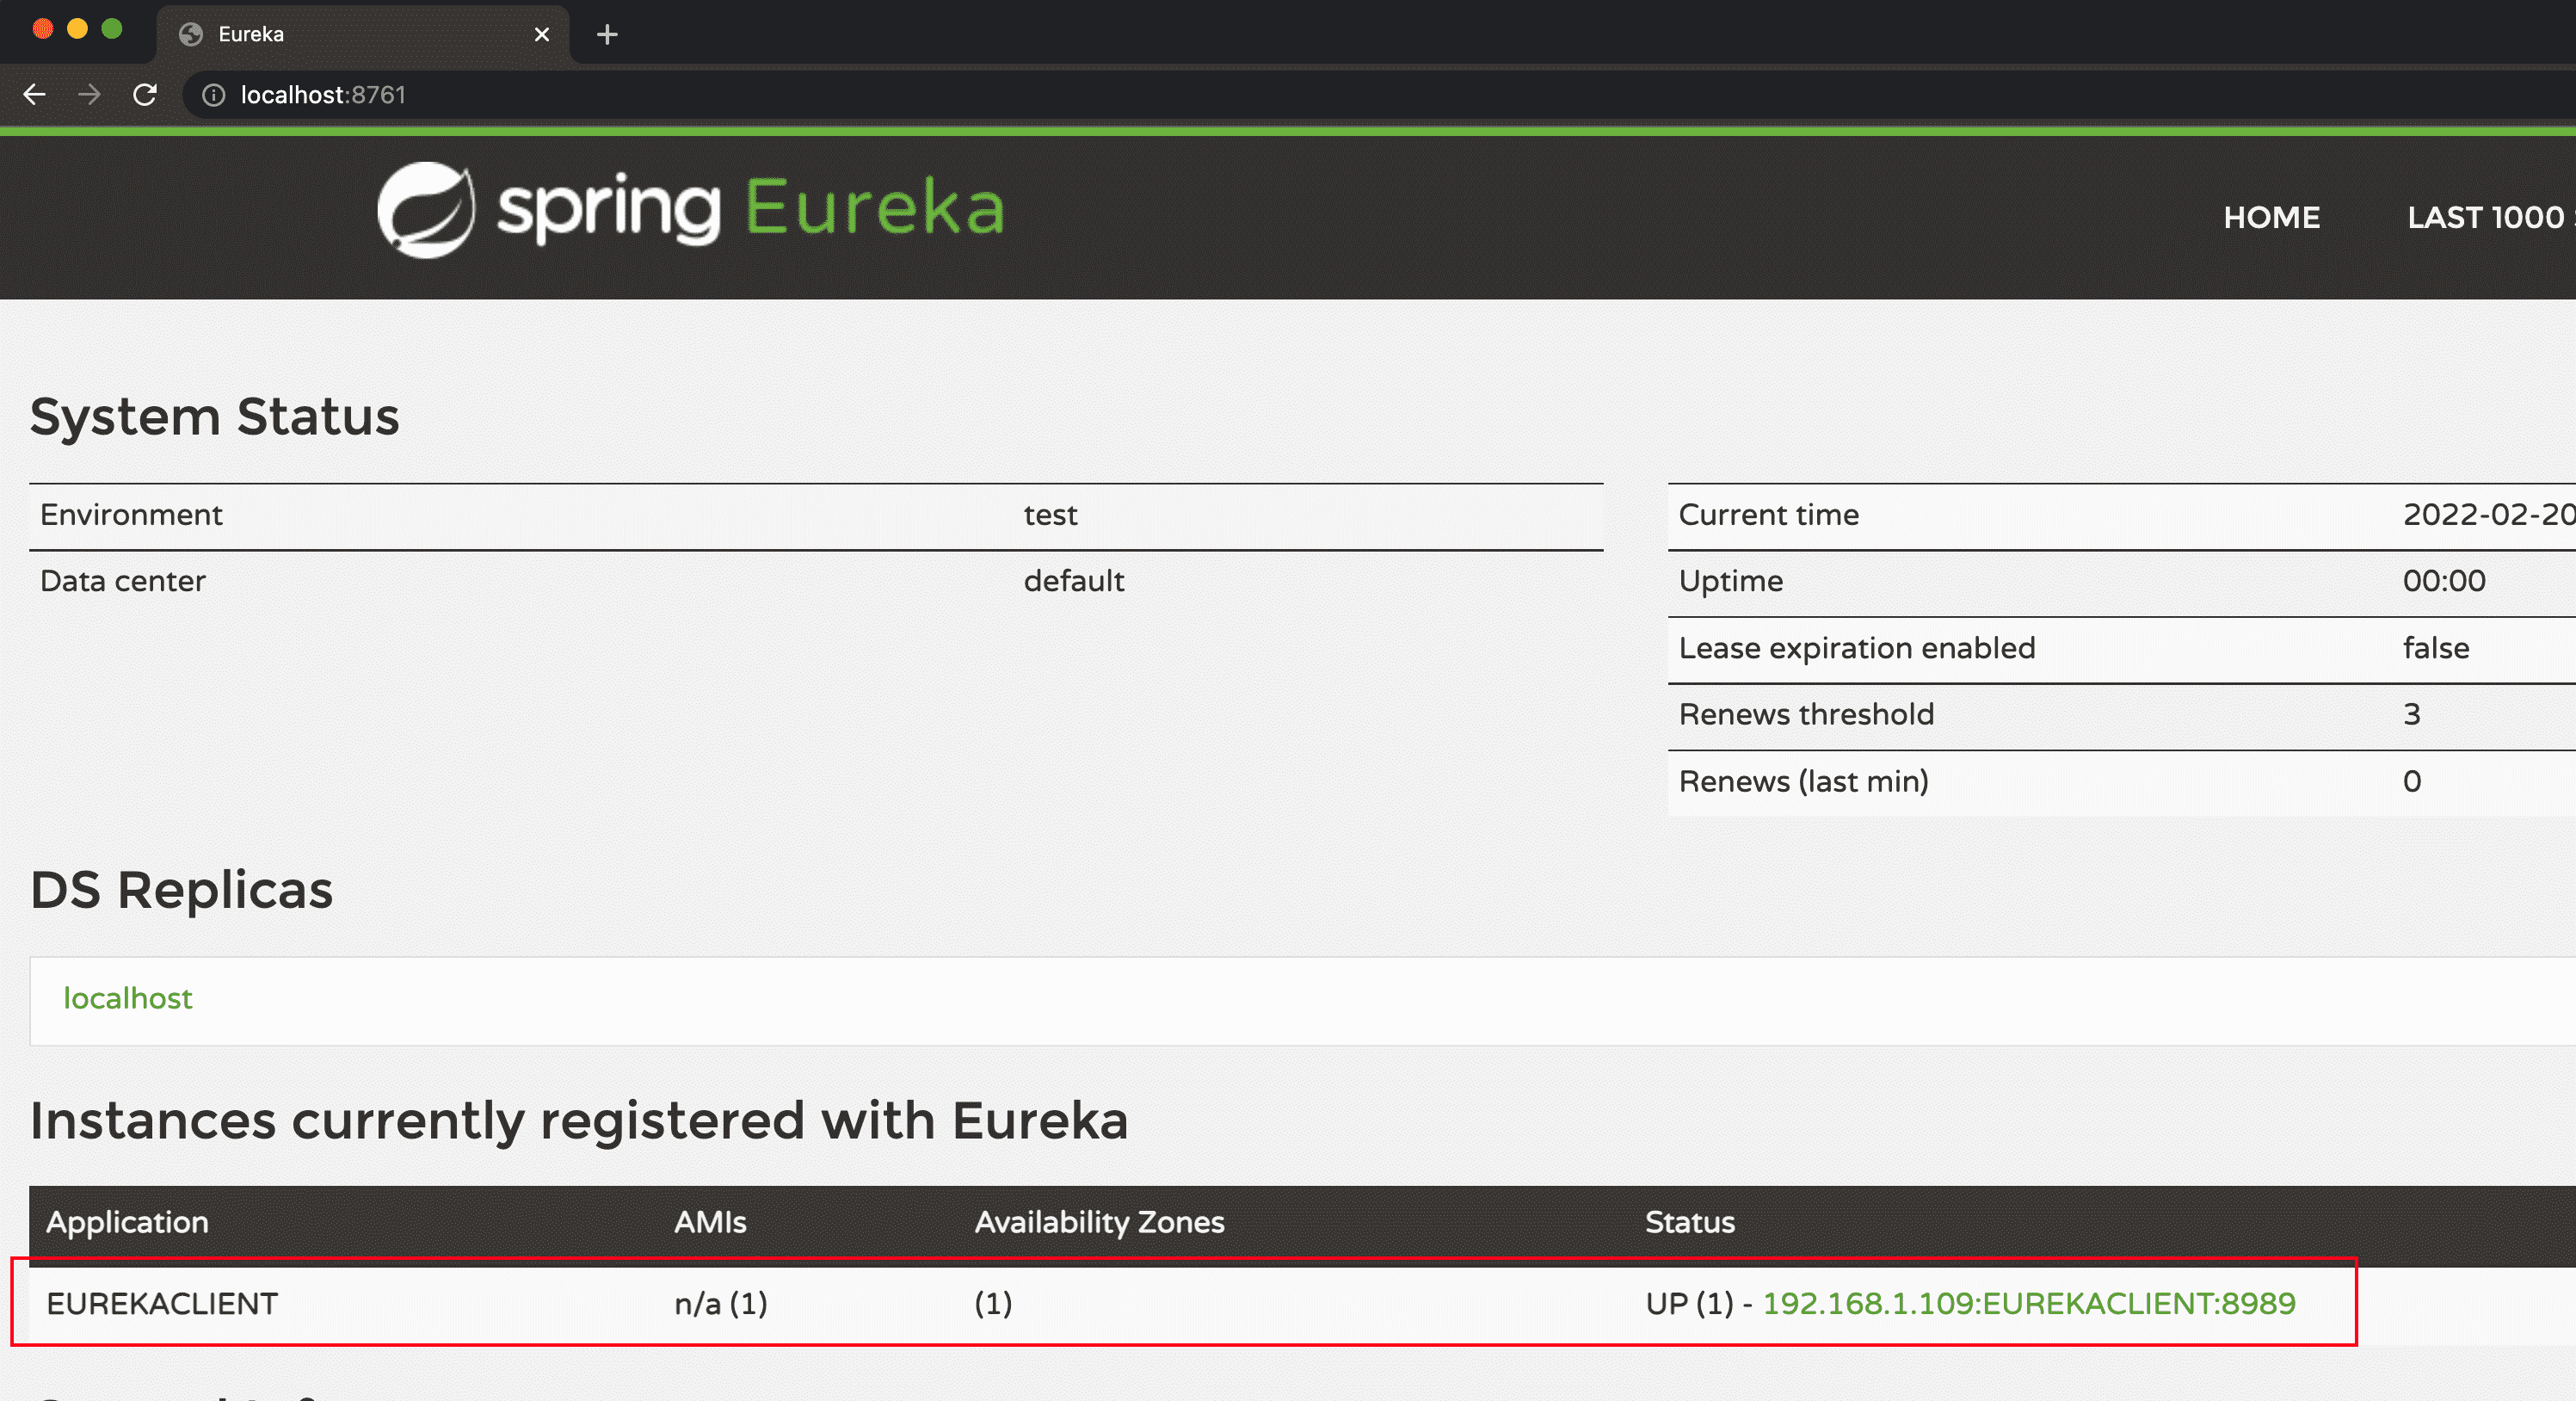 Eureka
localhost:8761
spring Eureka
HOME LAST 1000
System Status
Environment test
Data center default
Current time 2022-02-20
Uptime 00:00
Lease expiration enabled false
Renews threshold 3
Renews (last min) 0
DS Replicas
localhost
Instances currently registered with Eureka
Application AMIs Availability Zones Status
EUREKACLIENT n/a (1) (1) UP (1) - 192.168.1.109:EUREKACLIENT:8989